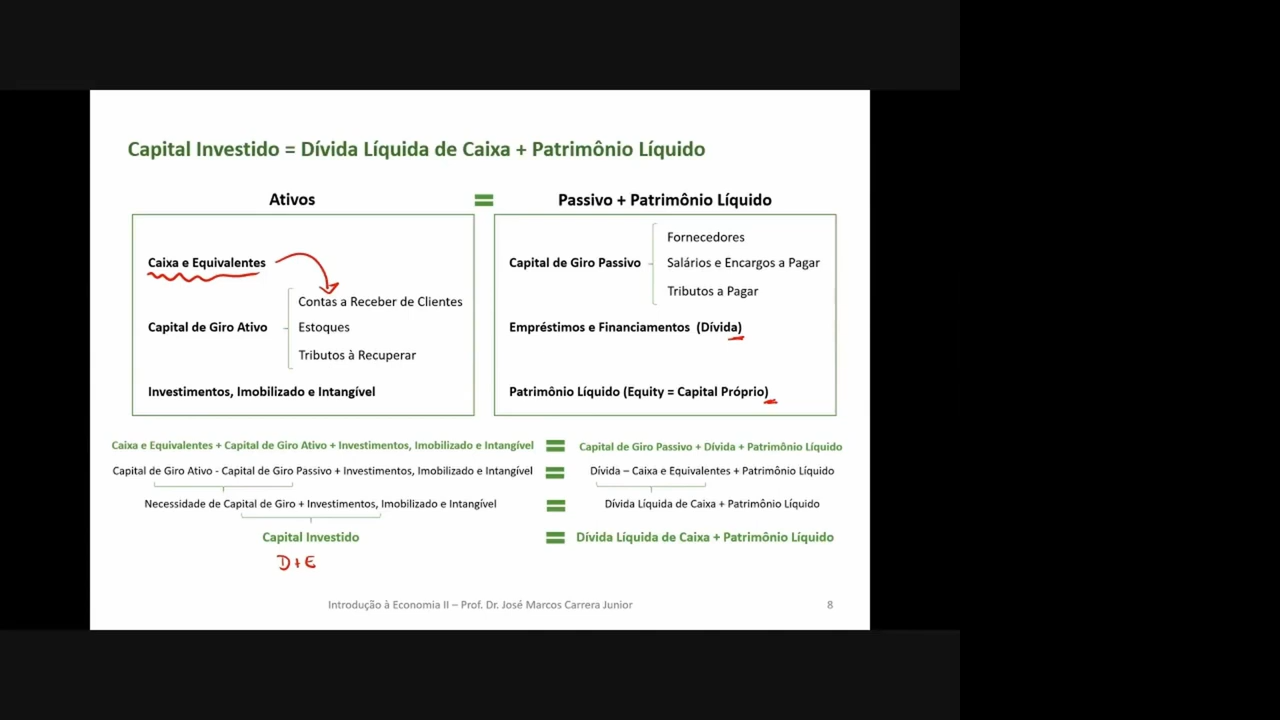 Capital Investido = Dívida Líquida de Caixa + Patrimônio Líquido
Ativos = Passivo + Patrimônio Líquido
Caixa e Equivalentes
Capital de Giro Ativo
Contas a Receber de Clientes
Estoques
Tributos à Recuperar
Investimentos, Imobilizado e Intangível
Capital de Giro Passivo
Fornecedores
Salários e Encargos a Pagar
Tributos a Pagar
Empréstimos e Financiamentos (Dívida)
Patrimônio Líquido (Equity = Capital Próprio)
Caixa e Equivalentes + Capital de Giro Ativo + Investimentos, Imobilizado e Intangível = Capital de Giro Passivo + Dívida + Patrimônio Líquido
Capital de Giro Ativo - Capital de Giro Passivo + Investimentos, Imobilizado e Intangível = Dívida – Caixa e Equivalentes + Patrimônio Líquido
Necessidade de Capital de Giro + Investimentos, Imobilizado e Intangível = Dívida Líquida de Caixa + Patrimônio Líquido
Capital Investido = Dívida Líquida de Caixa + Patrimônio Líquido
D+E
Introdução à Economia II – Prof. Dr. José Marcos Carrera Junior
8